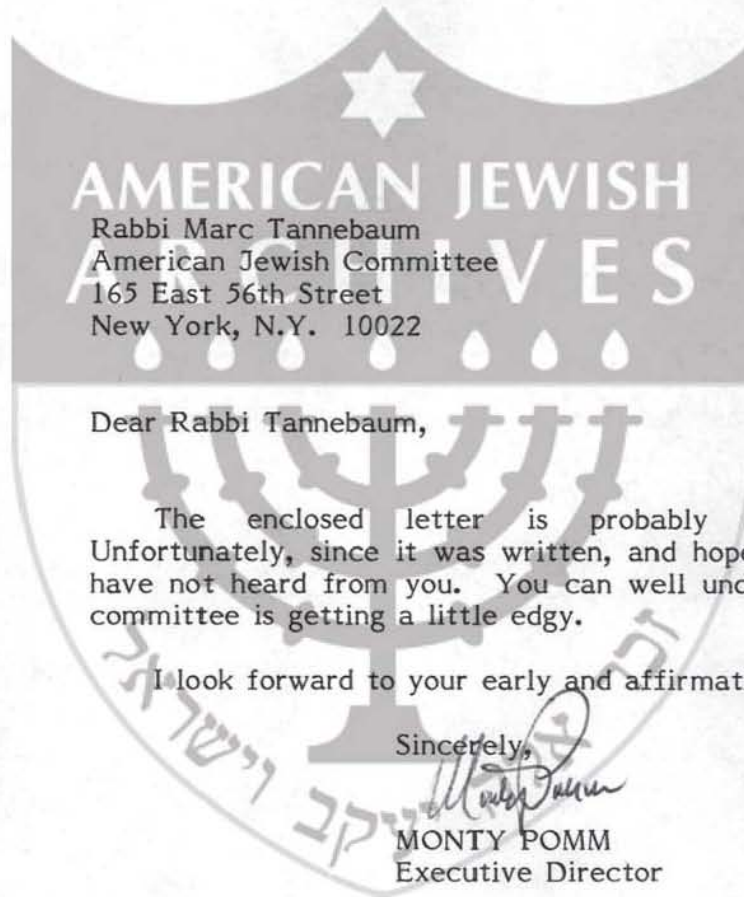 AMERICAN JEWISH
ARCHIVES
Rabbi Marc Tannebaum
American Jewish Committee
165 East 56th Street
New York, N.Y. 10022
Dear Rabbi Tannebaum,
The enclosed letter is probably
Unfortunately, since it was written, and hope
have not heard from you. You can well und
committee is getting a little edgy.
I look forward to your early and affirmat
Sincerely,
MONTY POMM
Executive Director
יעקב וישראל